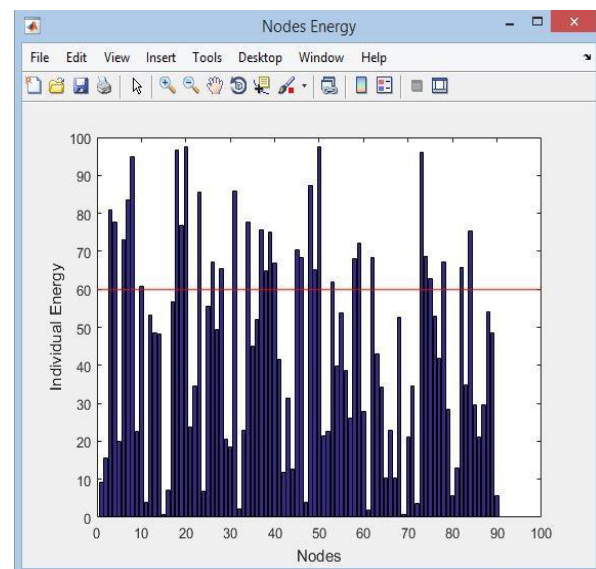 Nodes Energy
File Edit View Insert Tools Desktop Window Help
100
90
80
70
60
50
40
30
20
10
0
Individual Energy
0 10 20 30 40 50 60 70 80 90 100
Nodes